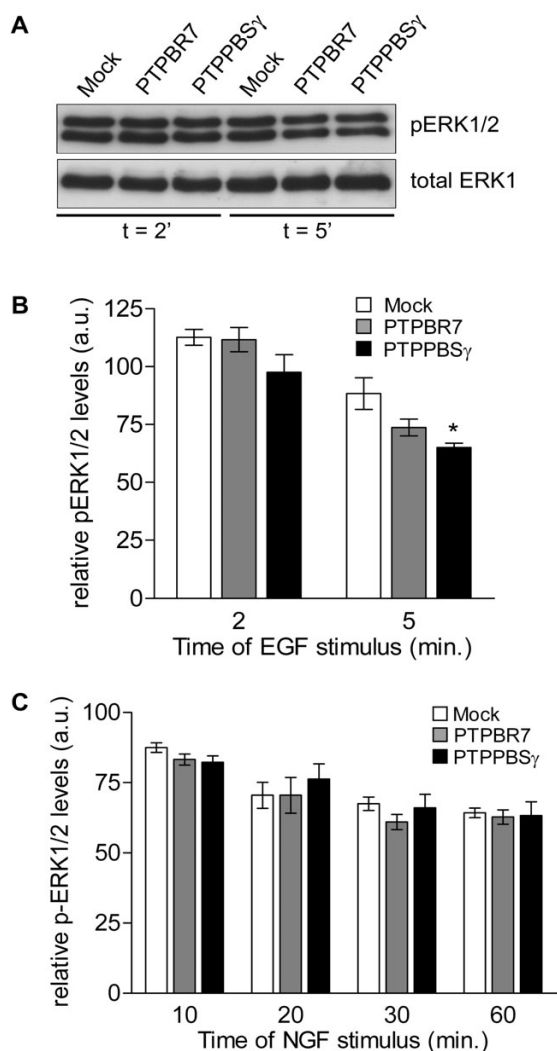 A
Mock PTPBR7 PTPPBSγ Mock PTPBR7 PTPPBSγ
pERK1/2
total ERK1
t = 2' t = 5'
B
relative pERK1/2 levels (a.u.)
125
100
75
50
25
0
Mock
PTPBR7
PTPPBSγ
*
2 5
Time of EGF stimulus (min.)
C
relative p-ERK1/2 levels (a.u.)
100
75
50
25
0
Mock
PTPBR7
PTPPBSγ
10 20 30 60
Time of NGF stimulus (min.)